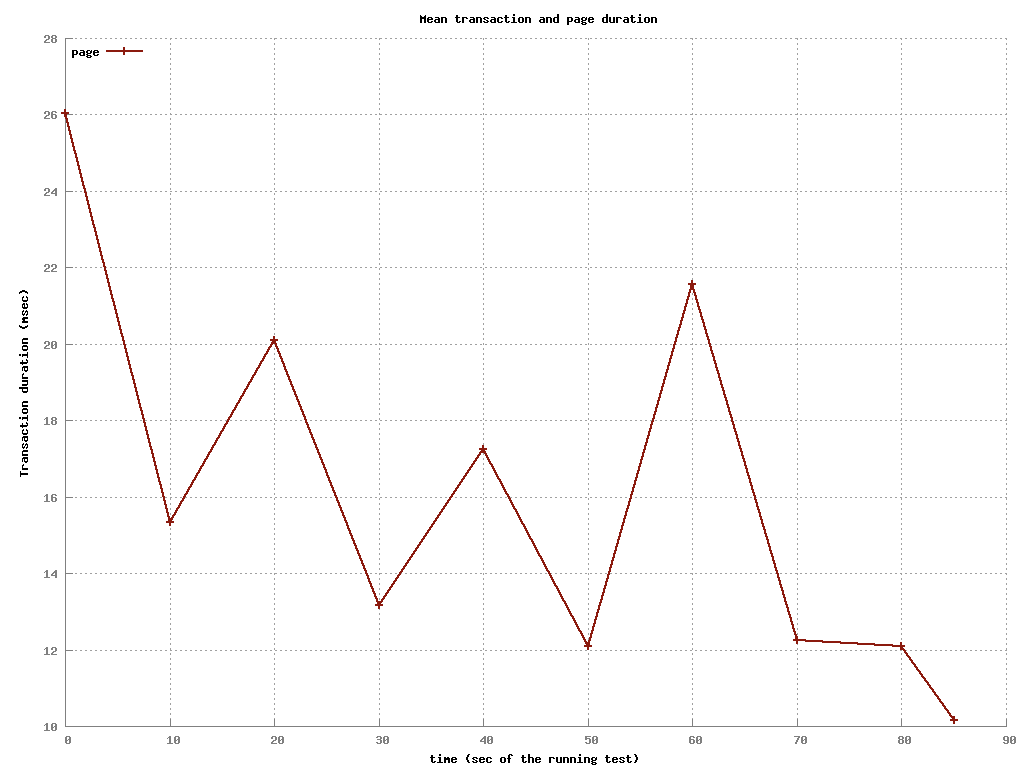 Mean transaction and page duration
page
28
26
24
22
20
18
16
14
12
10
Transaction duration (msec)
0 10 20 30 40 50 60 70 80 90
time (sec of the running test)